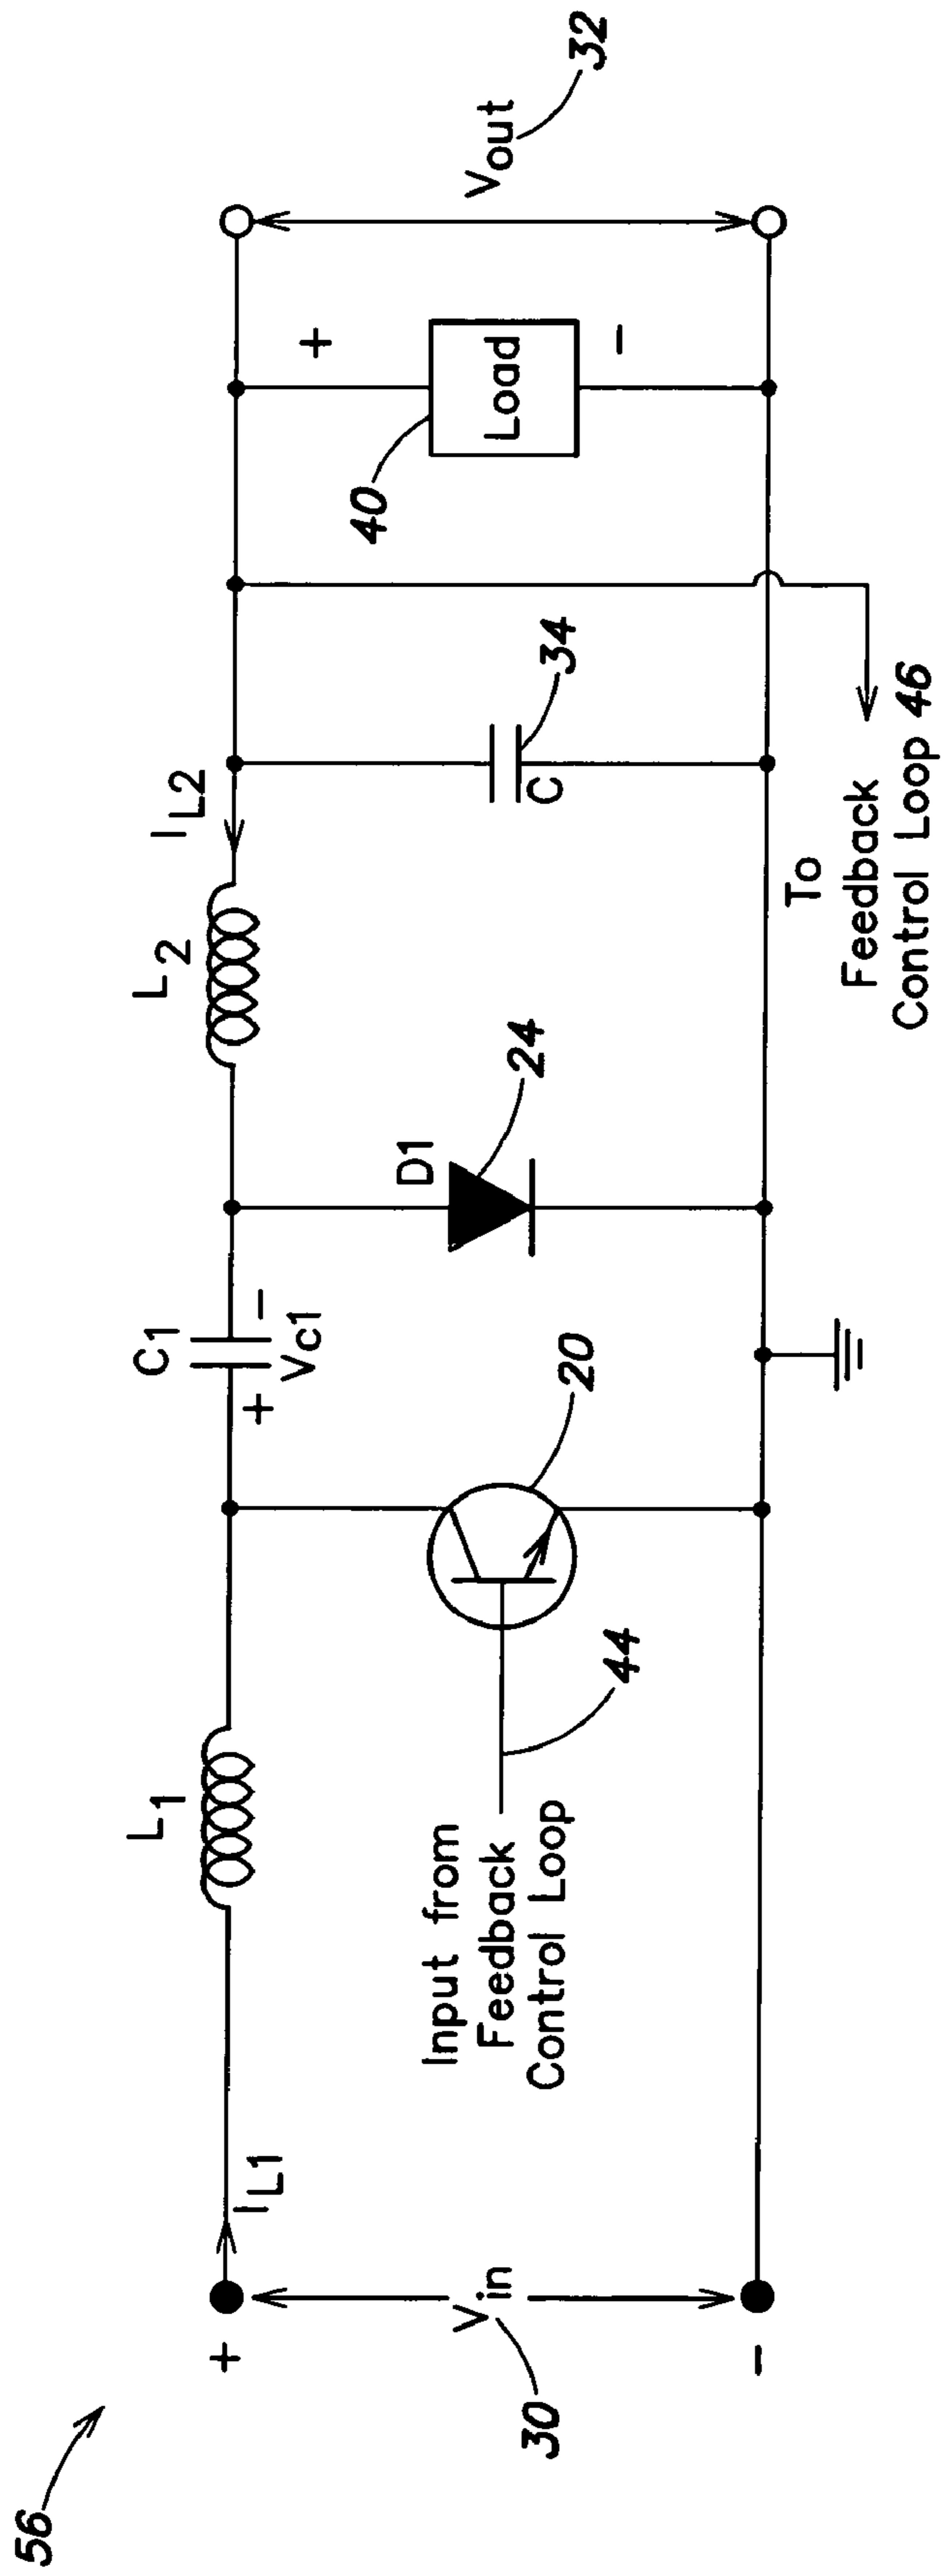 56
+
-
30
Vin
IL1
L1
Input from
Feedback
Control Loop
44
20
+
-
C1
Vc1
D1
24
L2
IL2
C
34
To
Feedback
Control Loop 46
40
Load
+
-
Vout
32